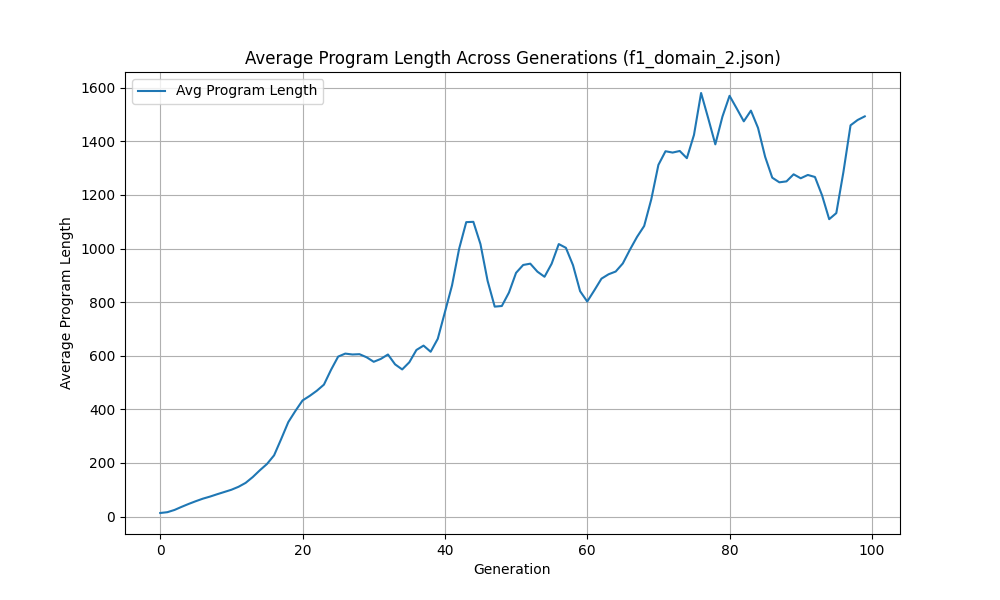 Average Program Length Across Generations (f1_domain_2.json)
Avg Program Length
1600
1400
1200
1000
800
600
400
200
0
Average Program Length
0 20 40 60 80 100
Generation